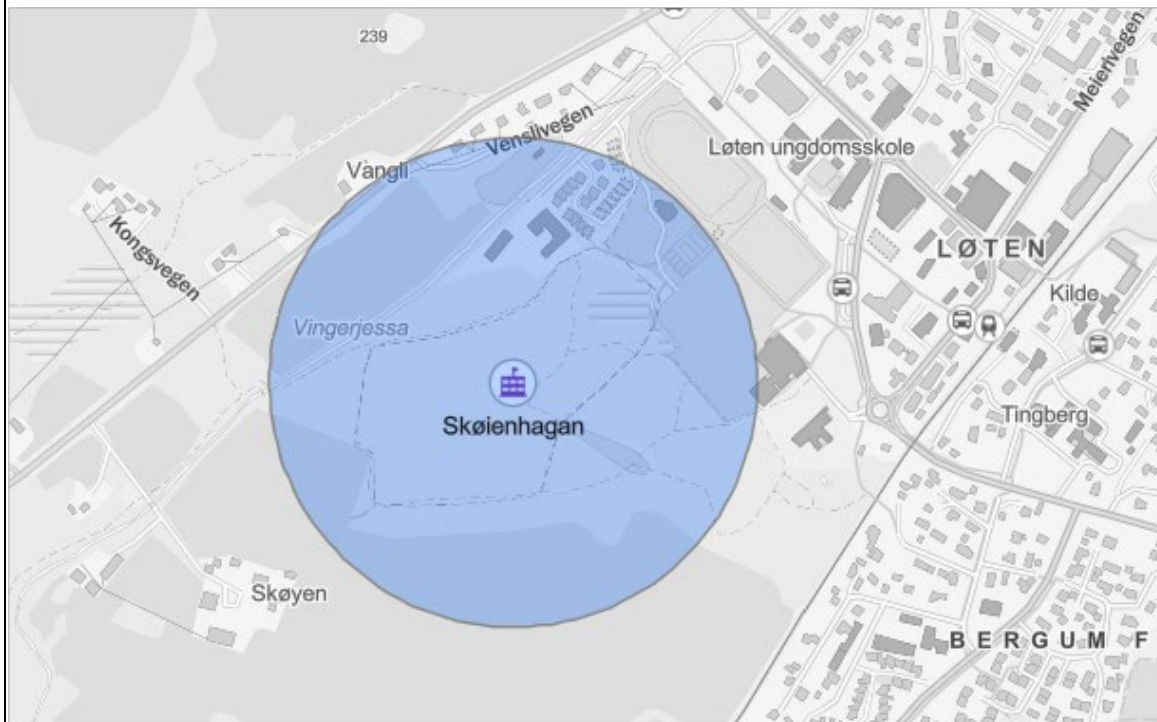 239
Meierivegen
Venslivegen
Løten ungdomsskole
Vangli
Kongsvegen
LØTEN
Kilde
Vingerjessa
Skøienhagan
Tingberg
Skøyen
BERGUM F